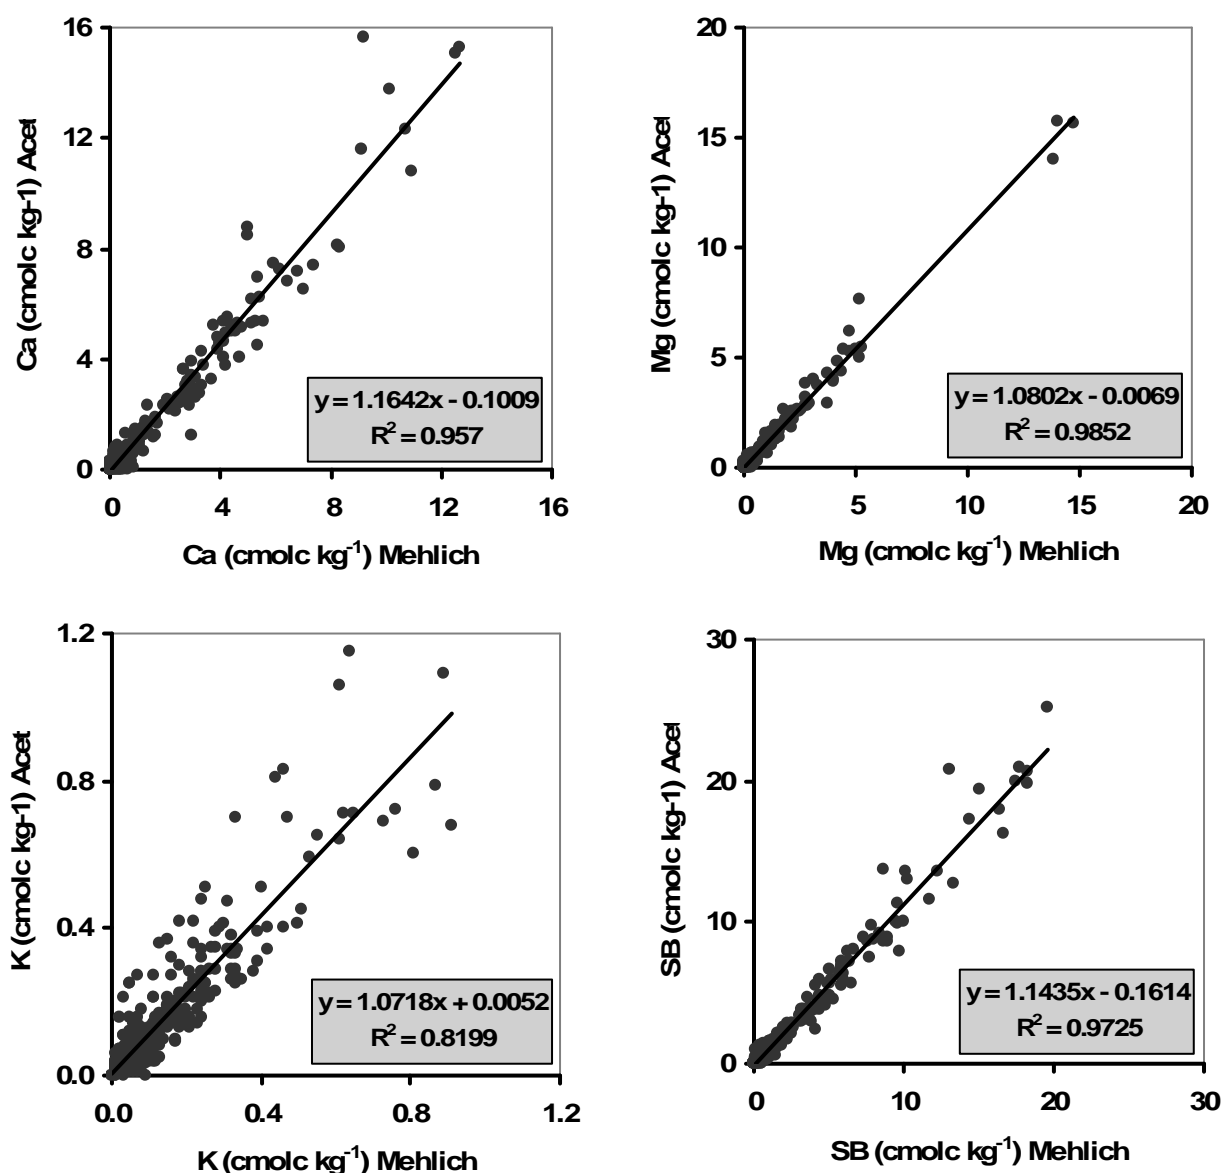 Ca (cmolc kg-1) Acet
16
12
8
4
0
y = 1.1642x - 0.1009
R² = 0.957
0 4 8 12 16
Ca (cmolc kg⁻¹) Mehlich
Mg (cmolc kg-1) Acet
20
15
10
5
0
y = 1.0802x - 0.0069
R² = 0.9852
0 5 10 15 20
Mg (cmolc kg⁻¹) Mehlich
K (cmolc kg-1) Acet
1.2
0.8
0.4
0.0
y = 1.0718x + 0.0052
R² = 0.8199
0.0 0.4 0.8 1.2
K (cmolc kg⁻¹) Mehlich
SB (cmolc kg-1) Acet
30
20
10
0
y = 1.1435x - 0.1614
R² = 0.9725
0 10 20 30
SB (cmolc kg⁻¹) Mehlich